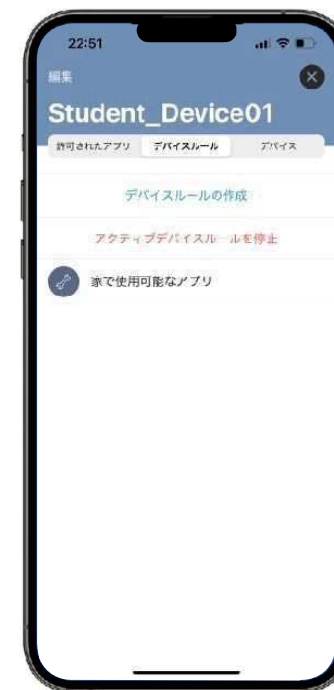 22:51
編集
Student_Device01
許可されたアプリ デバイスルール デバイス
デバイスルールの作成
アクティブデバイスルールを停止
家で使用可能なアプリ